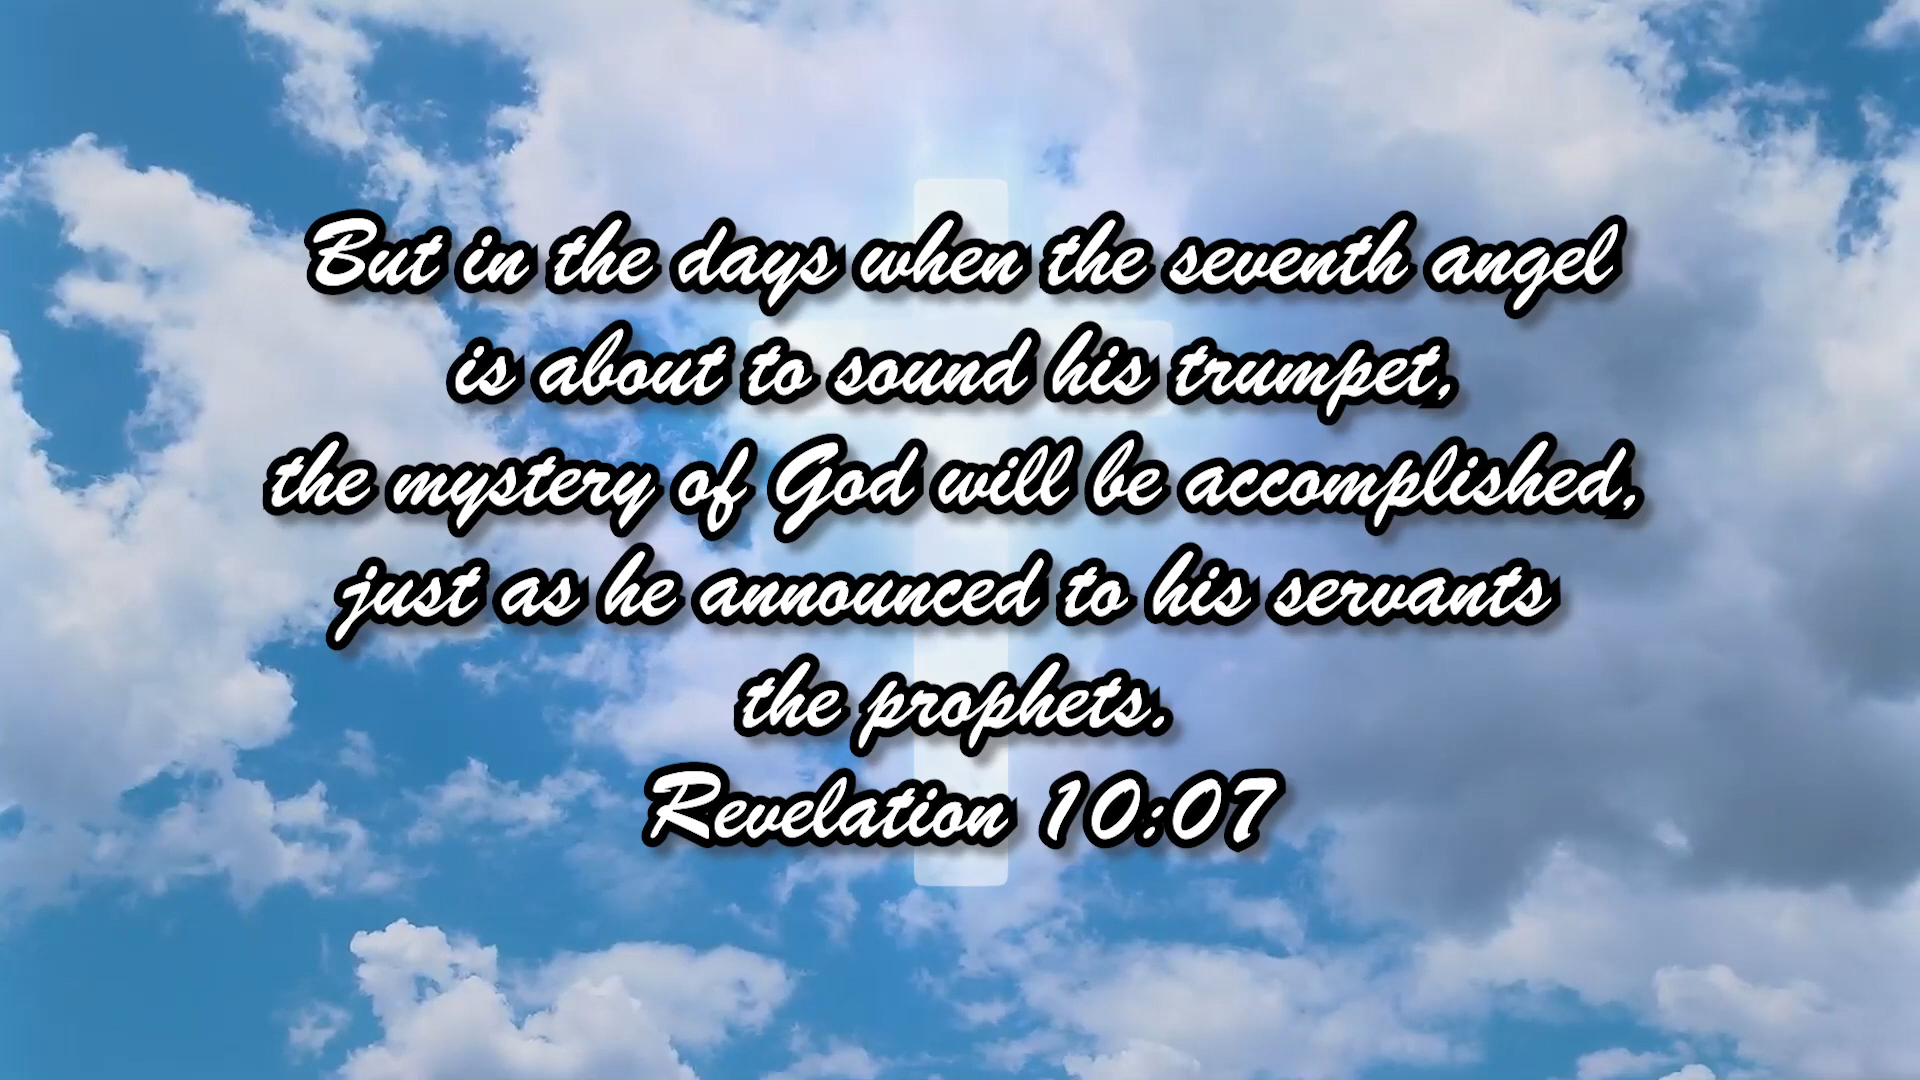 But in the days when the seventh angel
is about to sound his trumpet,
the mystery of God will be accomplished,
just as he announced to his servants
the prophets.
Revelation 10:07